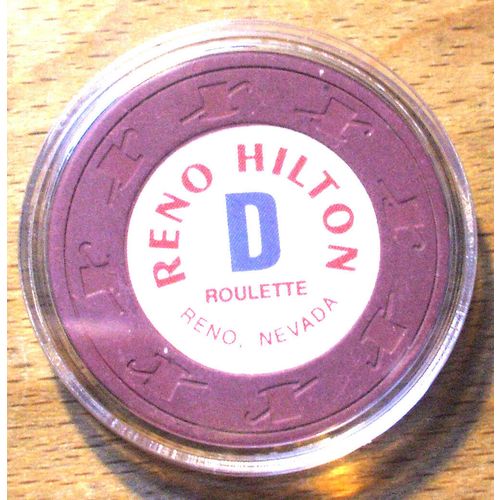 RENO HILTON
D
ROULETTE
RENO, NEVADA